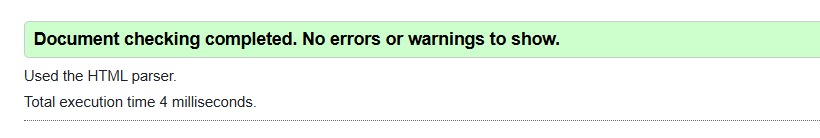 Document checking completed. No errors or warnings to show.
Used the HTML parser.
Total execution time 4 milliseconds.